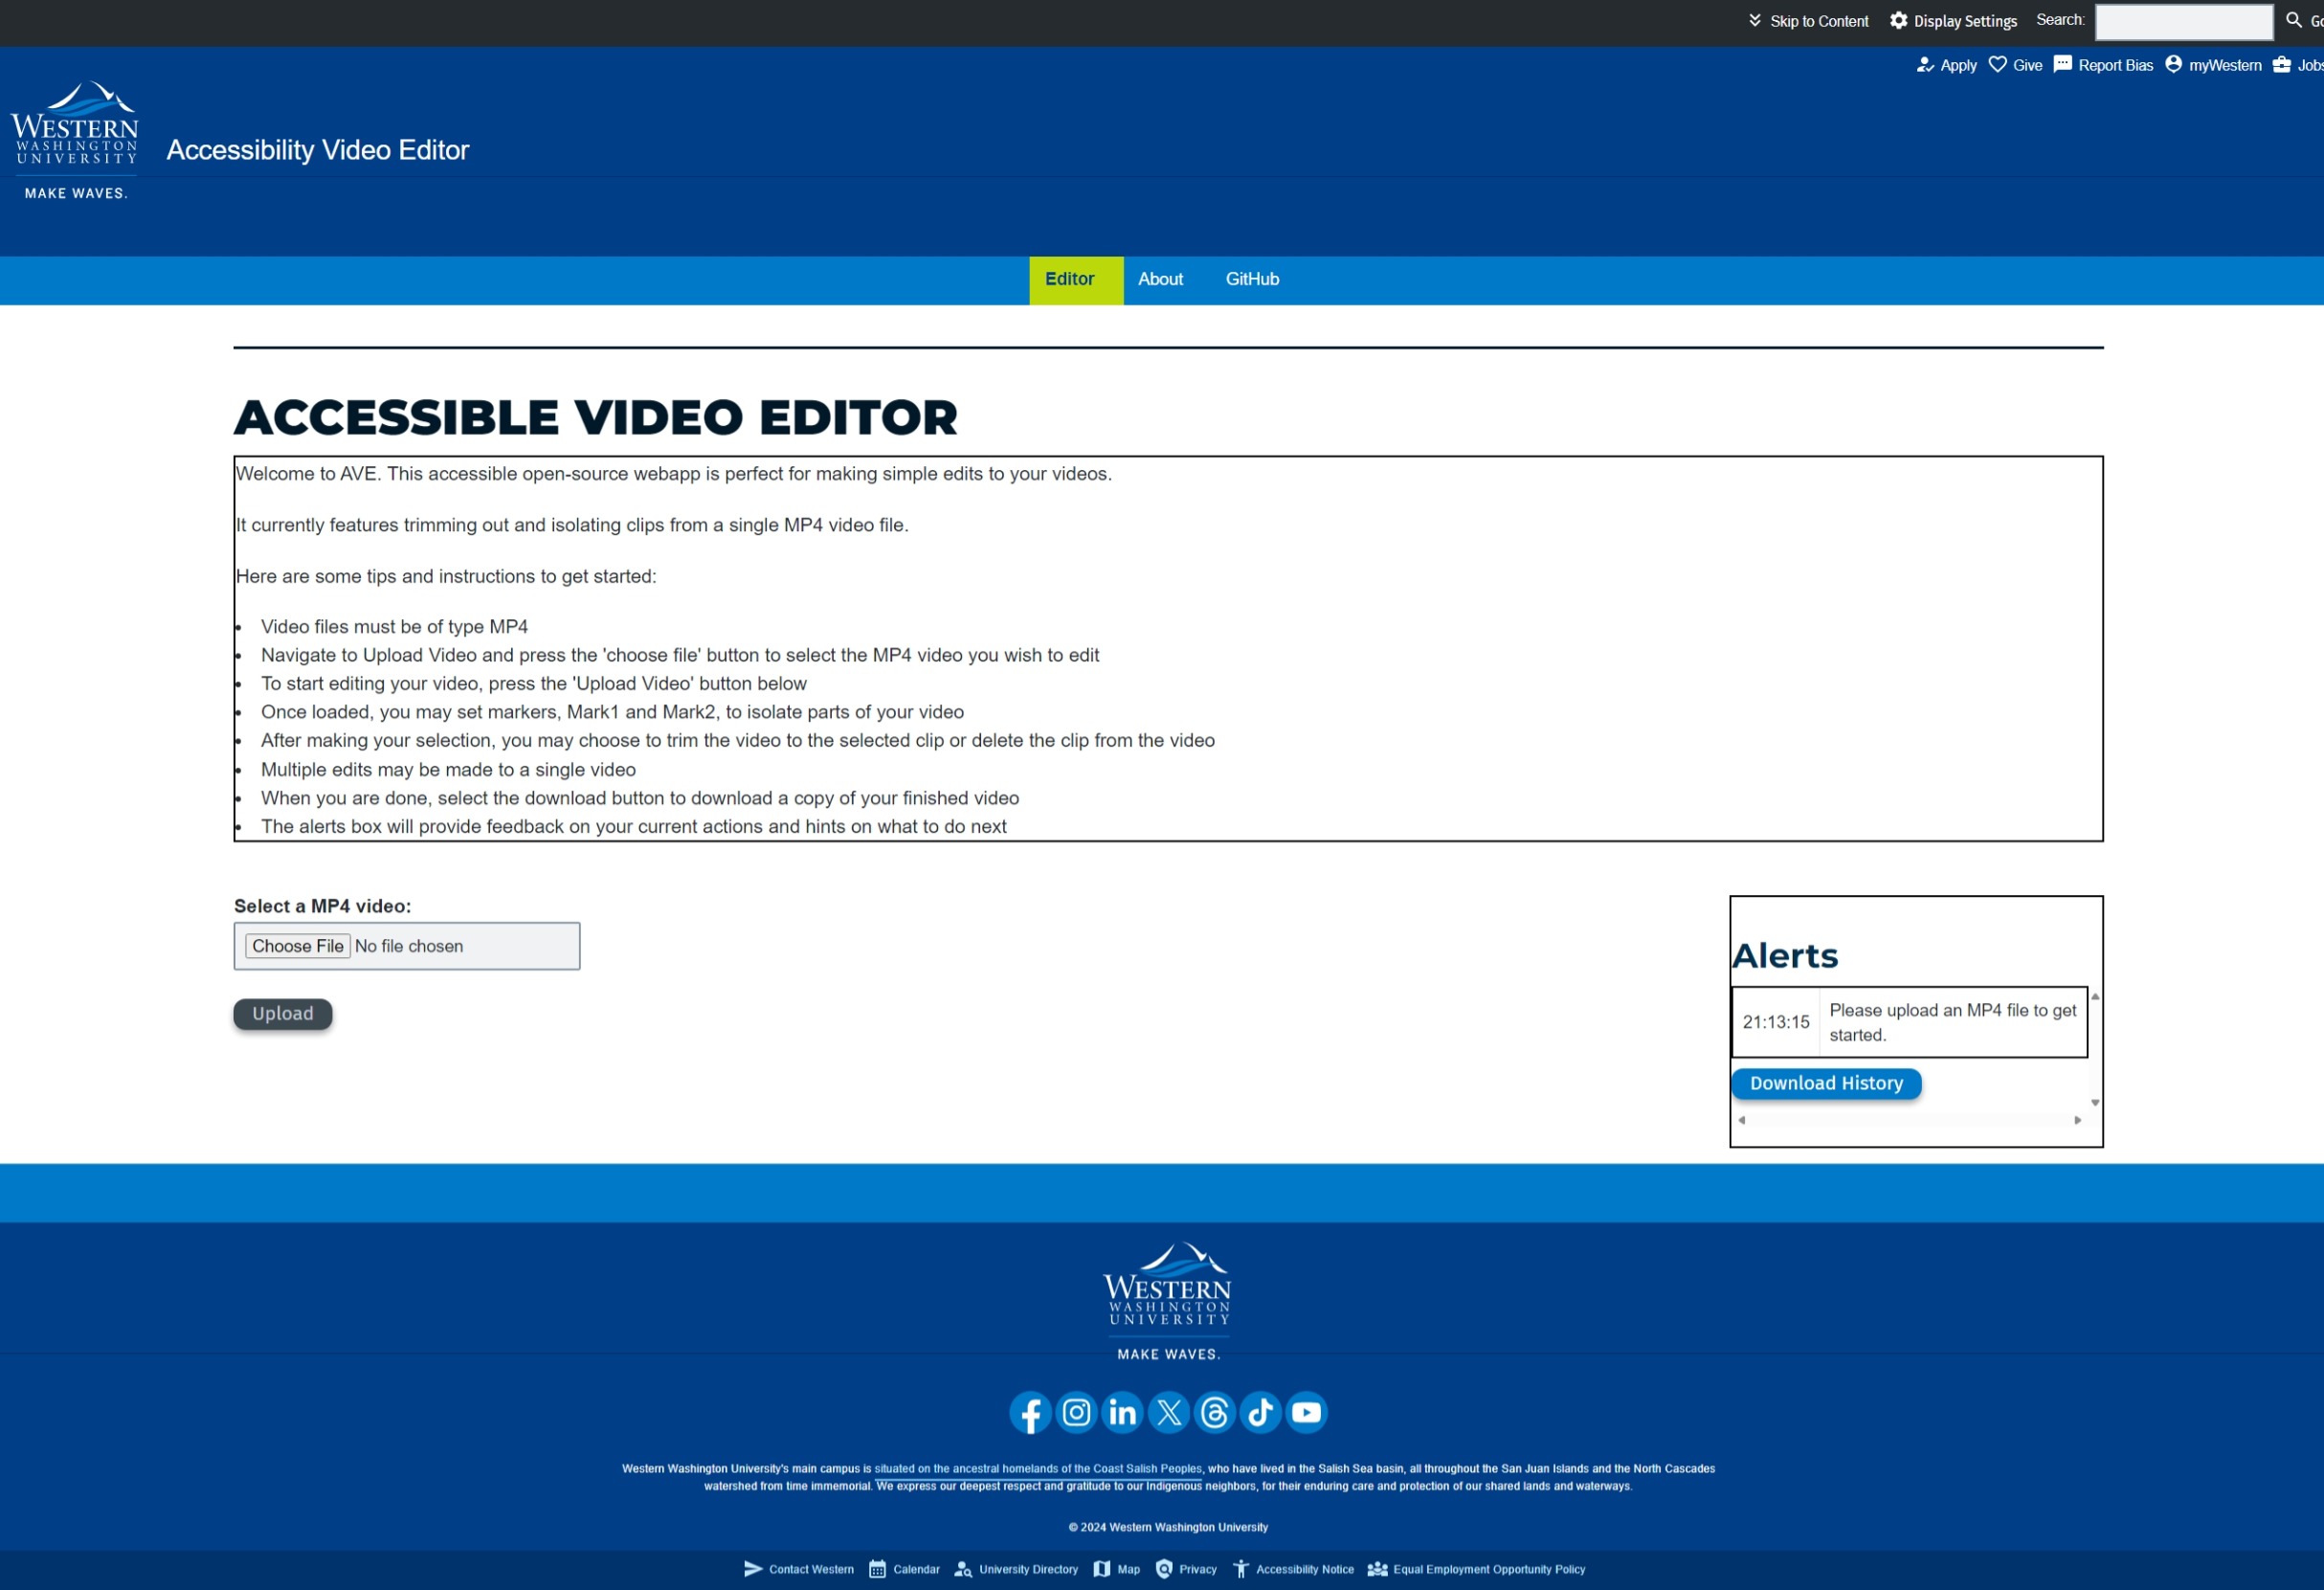 Skip to Content Display Settings Search:
Apply Give Report Bias myWestern
WESTERN
WASHINGTON
UNIVERSITY
MAKE WAVES.
Accessibility Video Editor
Editor About GitHub
ACCESSIBLE VIDEO EDITOR
Welcome to AVE. This accessible open-source webapp is perfect for making simple edits to your videos.
It currently features trimming out and isolating clips from a single MP4 video file.
Here are some tips and instructions to get started:
• Video files must be of type MP4
• Navigate to Upload Video and press the 'choose file' button to select the MP4 video you wish to edit
• To start editing your video, press the 'Upload Video' button below
• Once loaded, you may set markers, Mark1 and Mark2, to isolate parts of your video
• After making your selection, you may choose to trim the video to the selected clip or delete the clip from the video
• Multiple edits may be made to a single video
• When you are done, select the download button to download a copy of your finished video
• The alerts box will provide feedback on your current actions and hints on what to do next
Select a MP4 video:
Choose File No file chosen
Upload
Alerts
21:13:15 Please upload an MP4 file to get
started.
Download History
WESTERN
WASHINGTON
UNIVERSITY
MAKE WAVES.
Western Washington University's main campus is situated on the ancestral homelands of the Coast Salish Peoples, who have lived in the Salish Sea basin, all throughout the San Juan Islands and the North Cascades
watershed from time immemorial. We express our deepest respect and gratitude to our Indigenous neighbors, for their enduring care and protection of our shared lands and waterways.
© 2024 Western Washington University
Contact Western Calendar University Directory Map Privacy Accessibility Notice Equal Employment Opportunity Policy